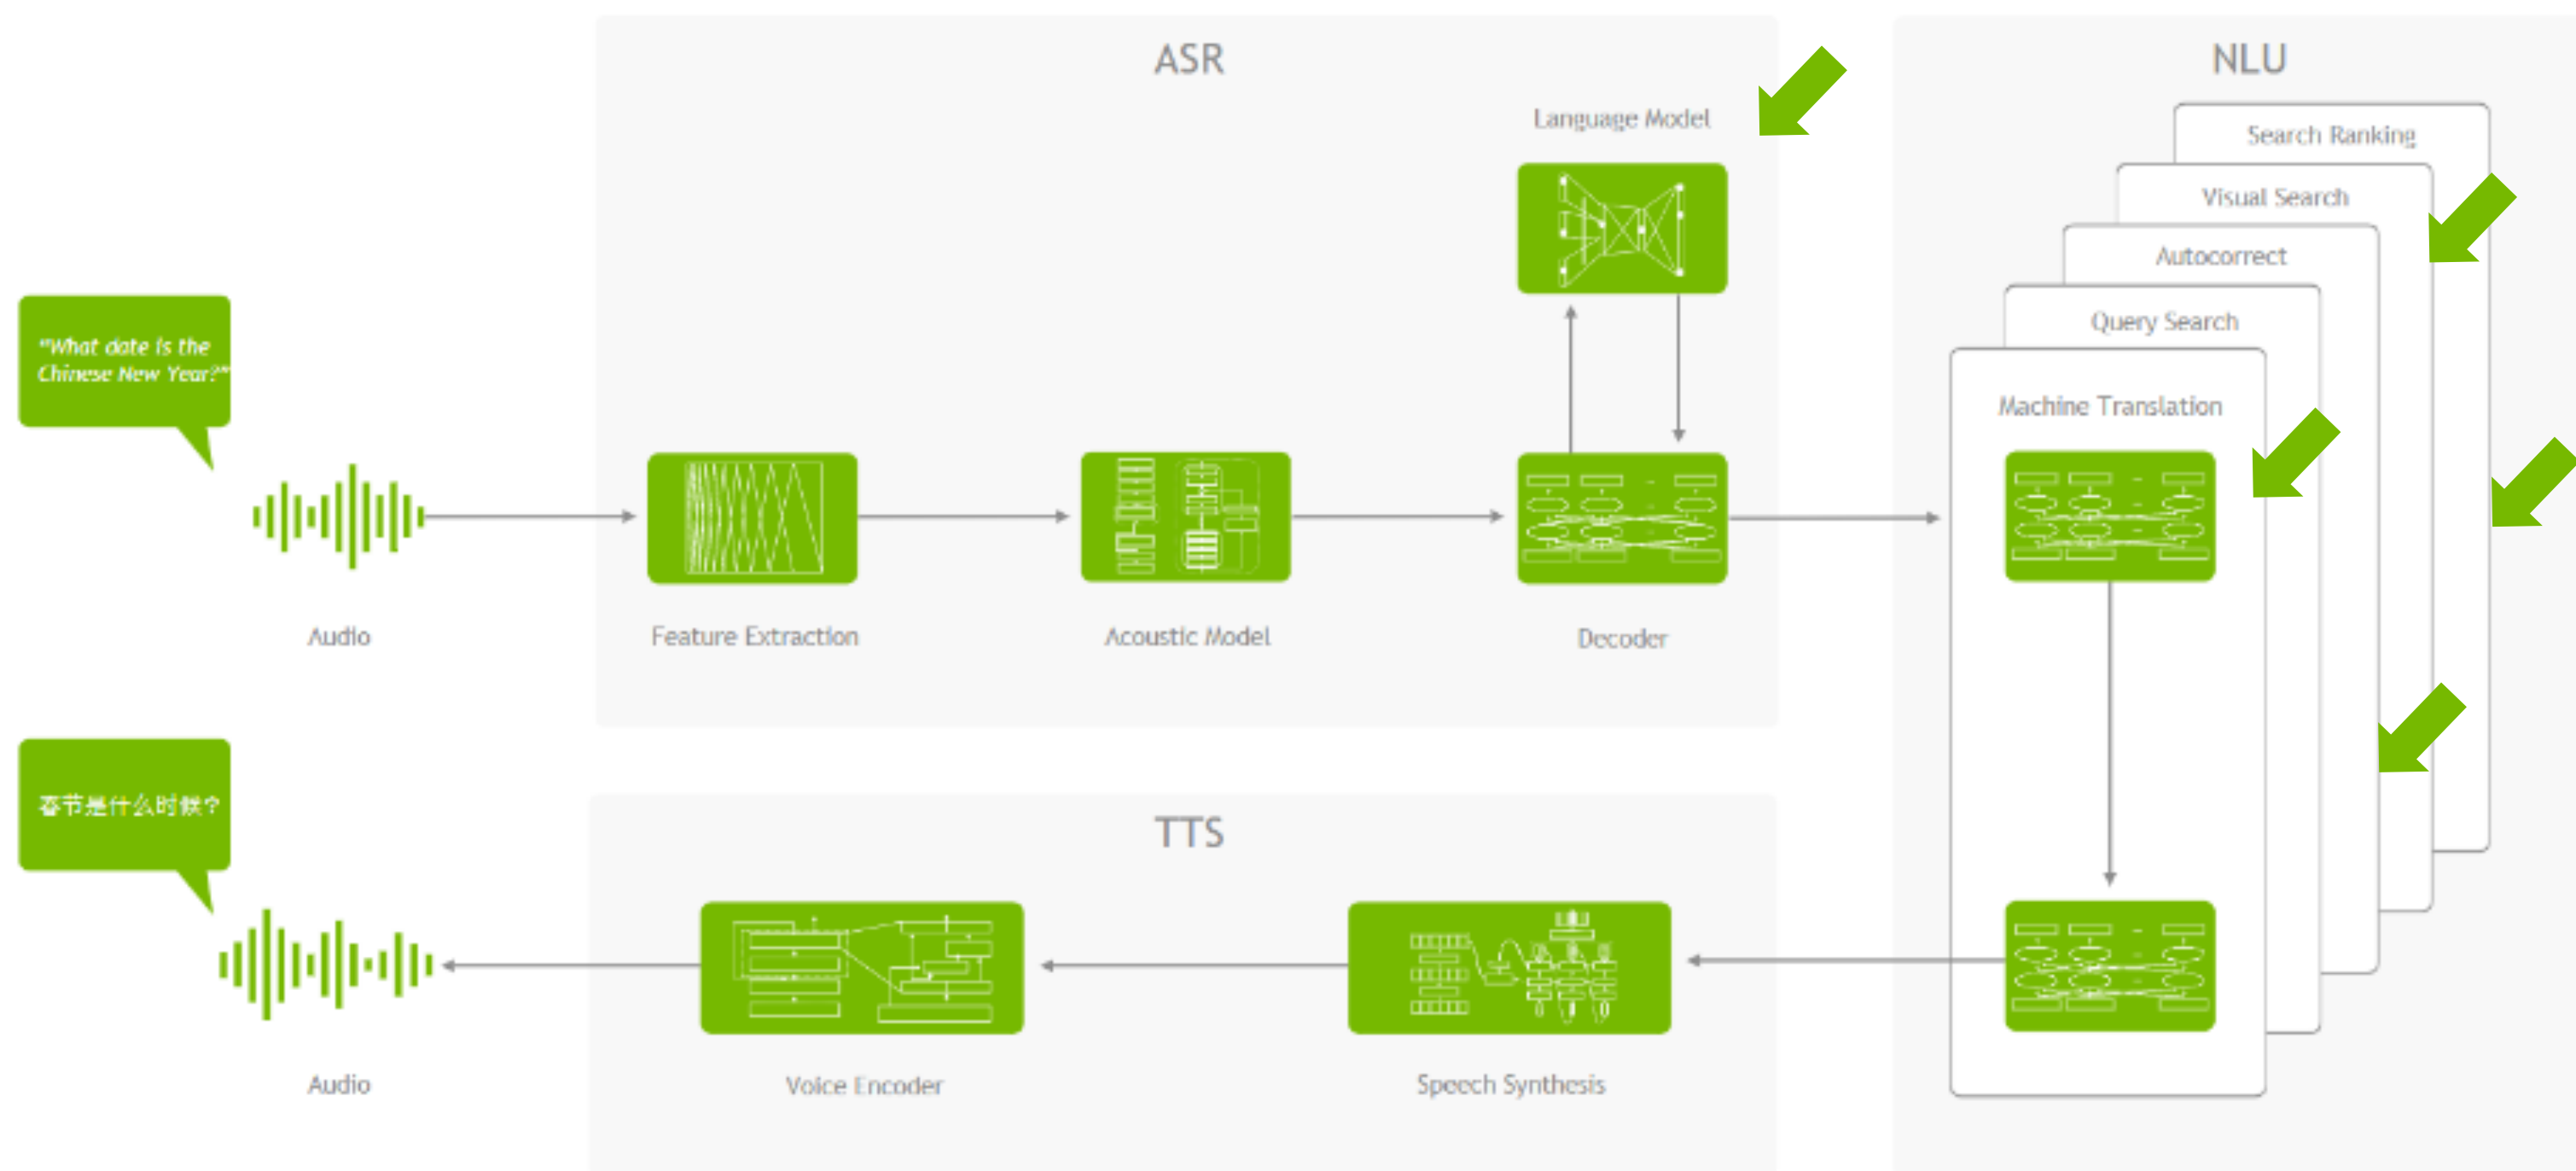 ASR
NLU
Language Model
Search Ranking
Visual Search
Autocorrect
Query Search
Machine Translation
"What date is the
Chinese New Year?"
Audio
Feature Extraction
Acoustic Model
Decoder
TTS
春节是什么时候?
Audio
Voice Encoder
Speech Synthesis